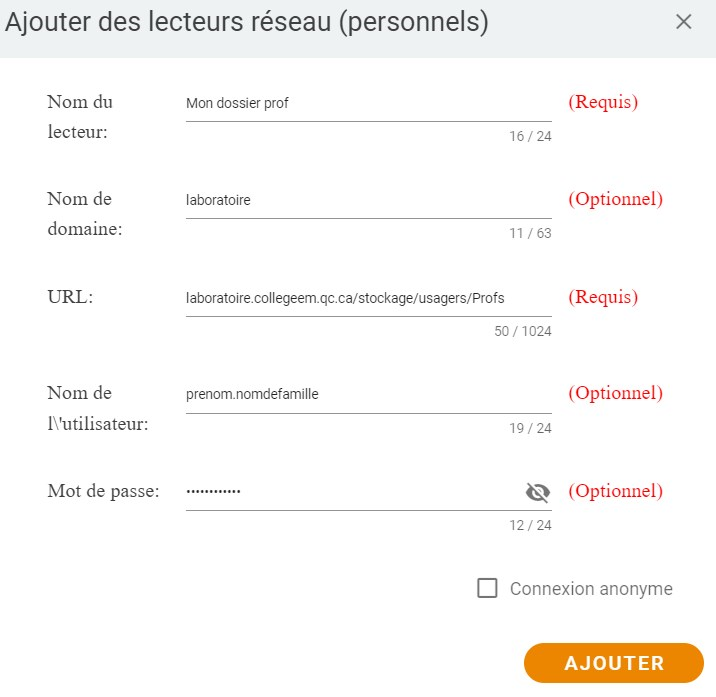 Ajouter des lecteurs réseau (personnels)
Nom du lecteur: Mon dossier prof (Requis)
16 / 24
Nom de domaine: laboratoire (Optionnel)
11 / 63
URL: laboratoire.collegeem.qc.ca/stockage/usagers/Profs (Requis)
50 / 1024
Nom de l\'utilisateur: prenom.nomdefamille (Optionnel)
19 / 24
Mot de passe: •••••••••••• (Optionnel)
12 / 24
Connexion anonyme
AJOUTER